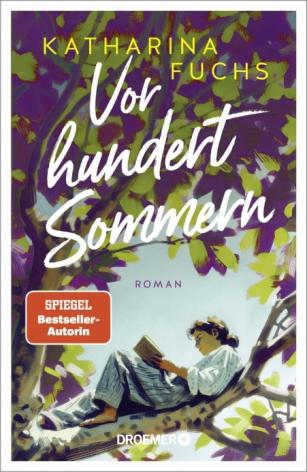 KATHARINA
FUCHS
Vor
hundert
Sommern
ROMAN
SPIEGEL
Bestseller-
Autorin
DROEMER